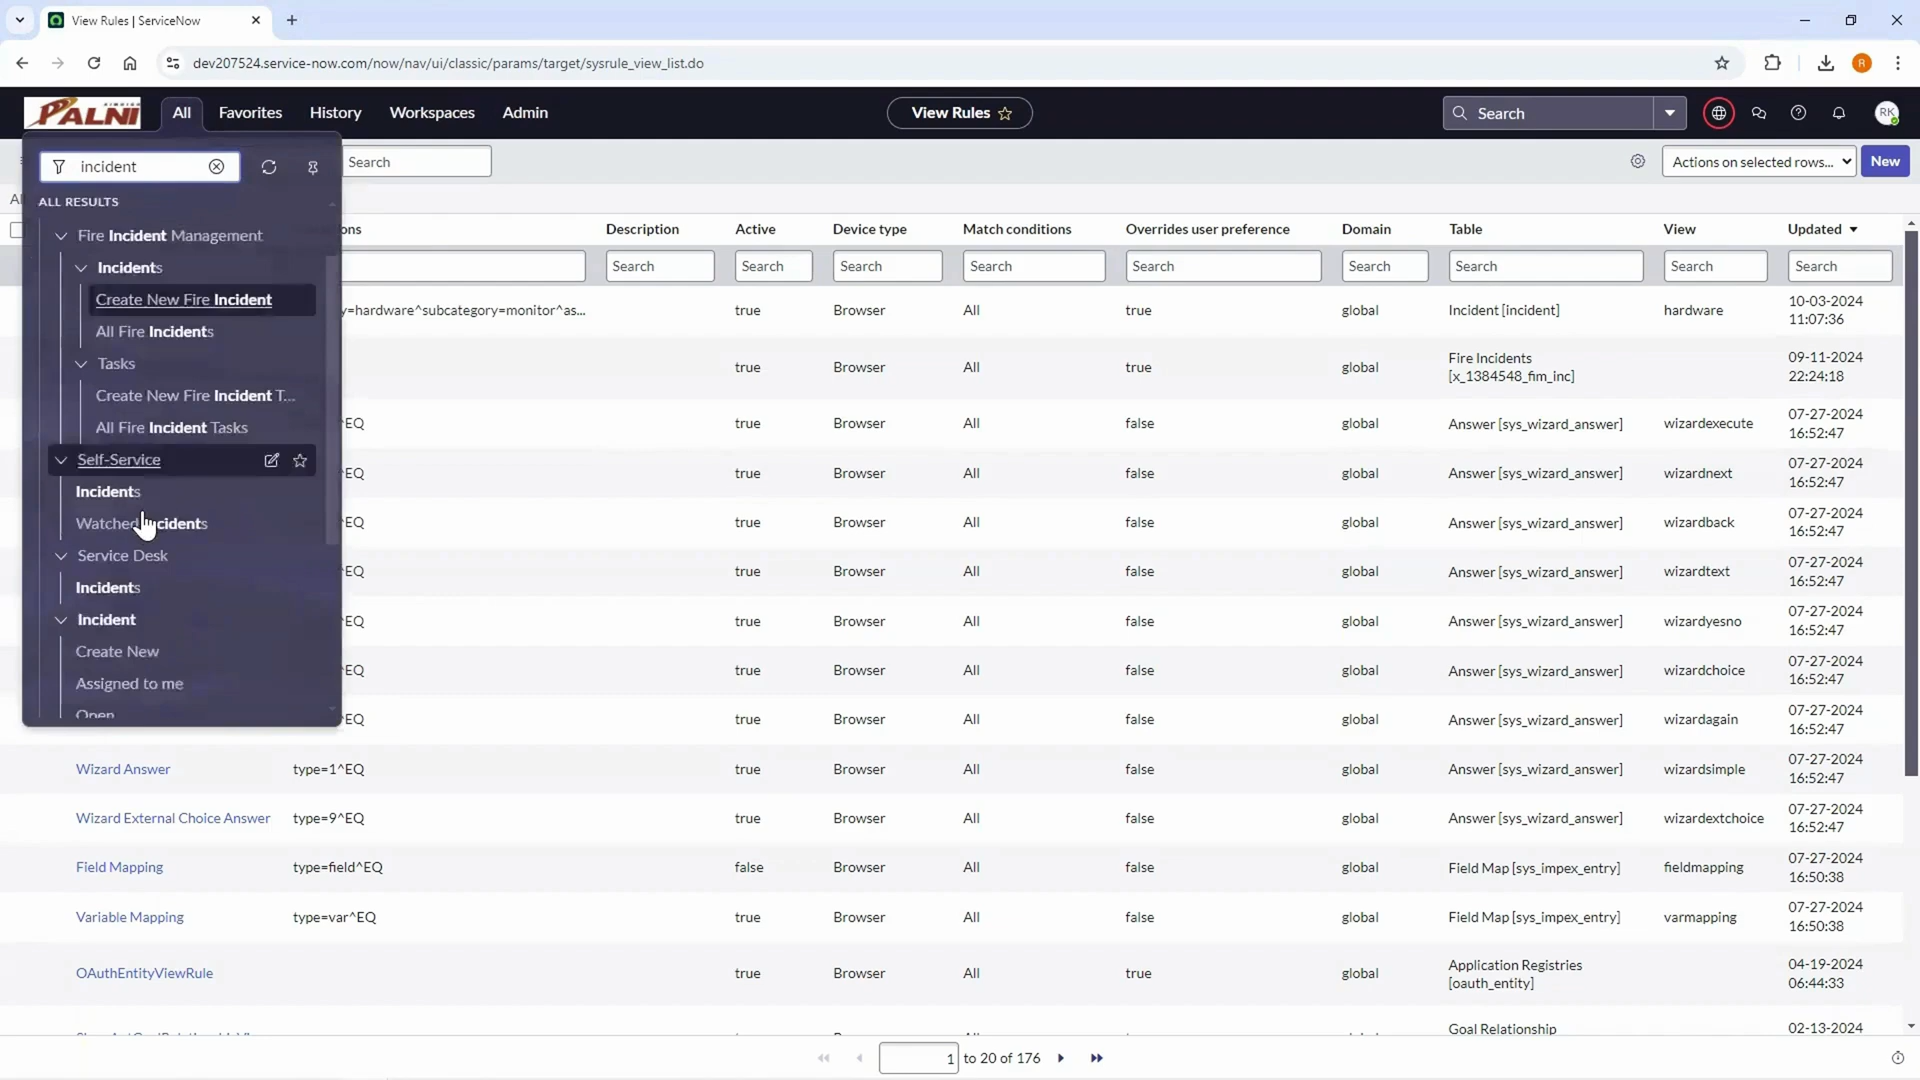 View Rules | ServiceNow
dev207524.service-now.com/now/nav/ui/classic/params/target/sysrule_view_list.do
R
PALNI
All
Favorites
History
Workspaces
Admin
View Rules
Search
RK
incident
Search
Actions on selected rows...
New
ALL RESULTS
Fire Incident Management
Incidents
Create New Fire Incident
All Fire Incidents
Tasks
Create New Fire Incident T...
All Fire Incident Tasks
Self-Service
Incidents
Watched Incidents
Service Desk
Incidents
Incident
Create New
Assigned to me
Open
ons Description Active Device type Match conditions Overrides user preference Domain Table View Updated
Search Search Search Search Search Search Search Search Search
y=hardware^subcategory=monitor^as... true Browser All true global Incident [incident] hardware 10-03-2024
11:07:36
true Browser All true global Fire Incidents
[x_1384548_fim_inc] 09-11-2024
22:24:18
^EQ true Browser All false global Answer [sys_wizard_answer] wizardexecute 07-27-2024
16:52:47
^EQ true Browser All false global Answer [sys_wizard_answer] wizardnext 07-27-2024
16:52:47
^EQ true Browser All false global Answer [sys_wizard_answer] wizardback 07-27-2024
16:52:47
^EQ true Browser All false global Answer [sys_wizard_answer] wizardtext 07-27-2024
16:52:47
^EQ true Browser All false global Answer [sys_wizard_answer] wizardyesno 07-27-2024
16:52:47
^EQ true Browser All false global Answer [sys_wizard_answer] wizardchoice 07-27-2024
16:52:47
^EQ true Browser All false global Answer [sys_wizard_answer] wizardagain 07-27-2024
16:52:47
Wizard Answer type=1^EQ true Browser All false global Answer [sys_wizard_answer] wizardsimple 07-27-2024
16:52:47
Wizard External Choice Answer type=9^EQ true Browser All false global Answer [sys_wizard_answer] wizardextchoice 07-27-2024
16:52:47
Field Mapping type=field^EQ false Browser All false global Field Map [sys_impex_entry] fieldmapping 07-27-2024
16:50:38
Variable Mapping type=var^EQ true Browser All false global Field Map [sys_impex_entry] varmapping 07-27-2024
16:50:38
OAuthEntityViewRule true Browser All true global Application Registries
[oauth_entity] 04-19-2024
06:44:33
Goal Relationship 02-13-2024
1 to 20 of 176